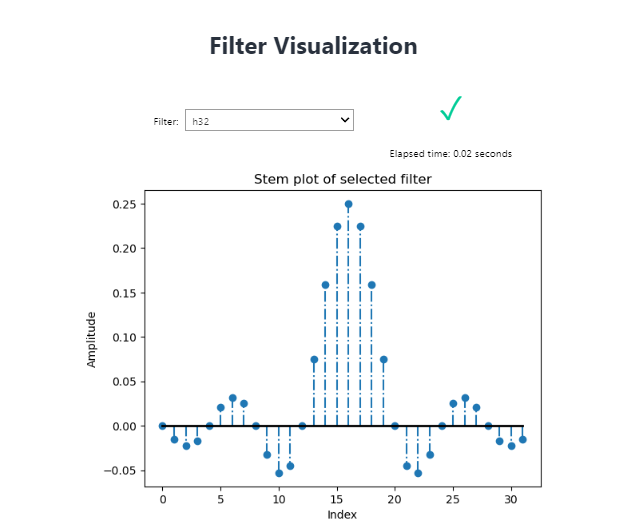 Filter Visualization
Filter: h32
✓
Elapsed time: 0.02 seconds
Stem plot of selected filter
0.25
0.20
0.15
0.10
0.05
0.00
−0.05
Amplitude
0 5 10 15 20 25 30
Index